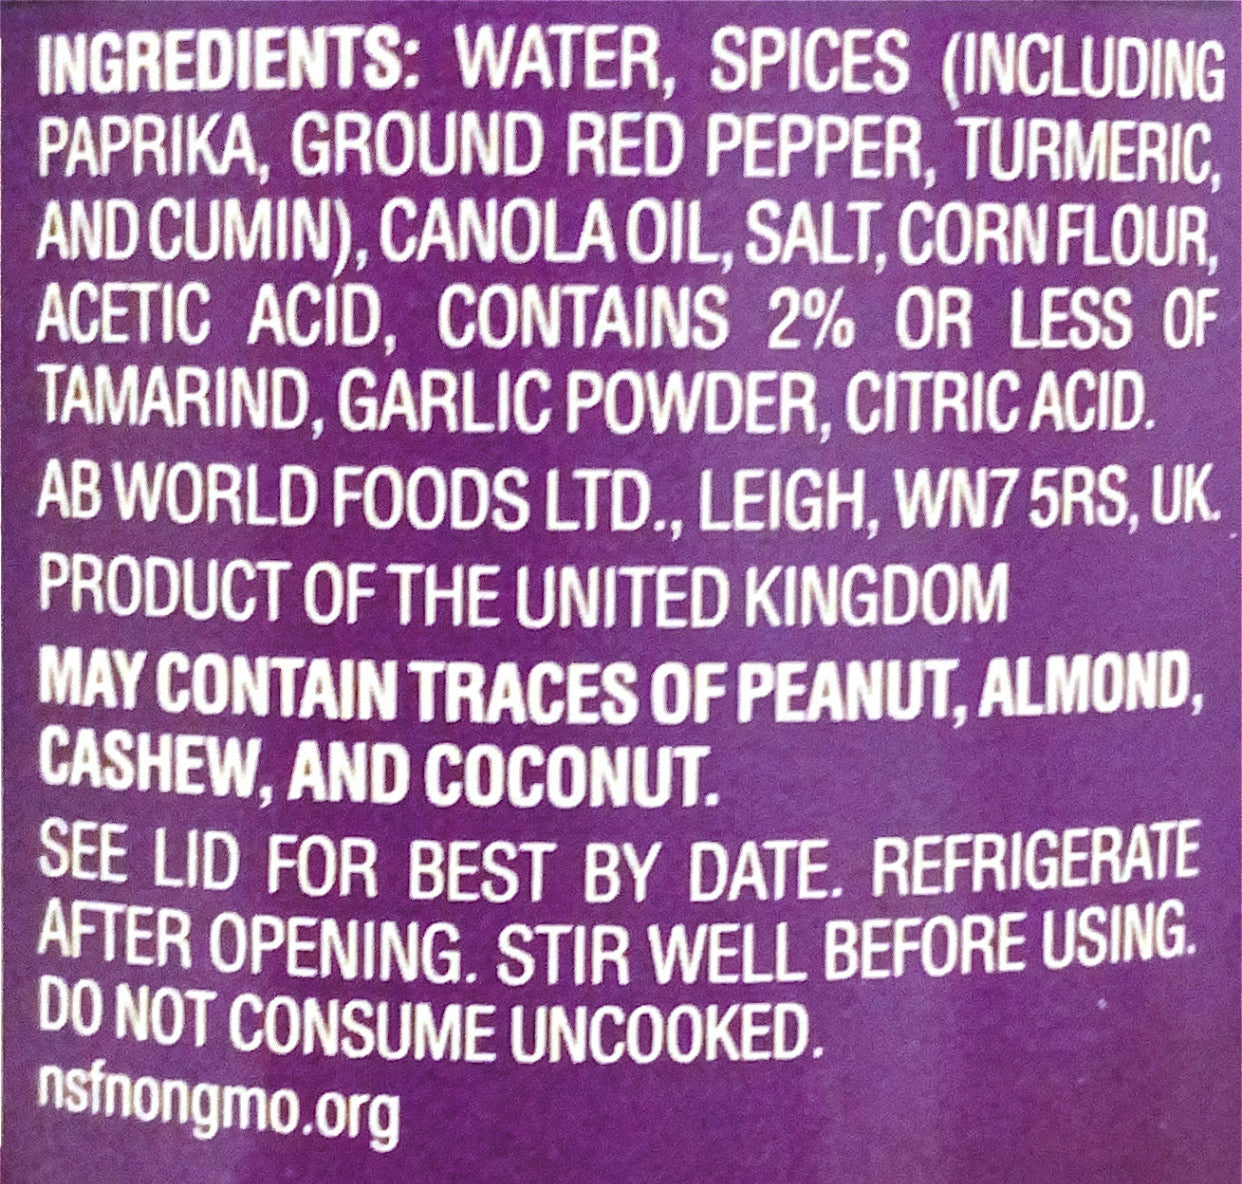 INGREDIENTS: WATER, SPICES (INCLUDING
PAPRIKA, GROUND RED PEPPER, TURMERIC,
AND CUMIN), CANOLA OIL, SALT, CORN FLOUR,
ACETIC ACID, CONTAINS 2% OR LESS OF
TAMARIND, GARLIC POWDER, CITRIC ACID.
AB WORLD FOODS LTD., LEIGH, WN7 5RS, UK.
PRODUCT OF THE UNITED KINGDOM
MAY CONTAIN TRACES OF PEANUT, ALMOND,
CASHEW, AND COCONUT.
SEE LID FOR BEST BY DATE. REFRIGERATE
AFTER OPENING. STIR WELL BEFORE USING.
DO NOT CONSUME UNCOOKED.
nsfnongmo.org